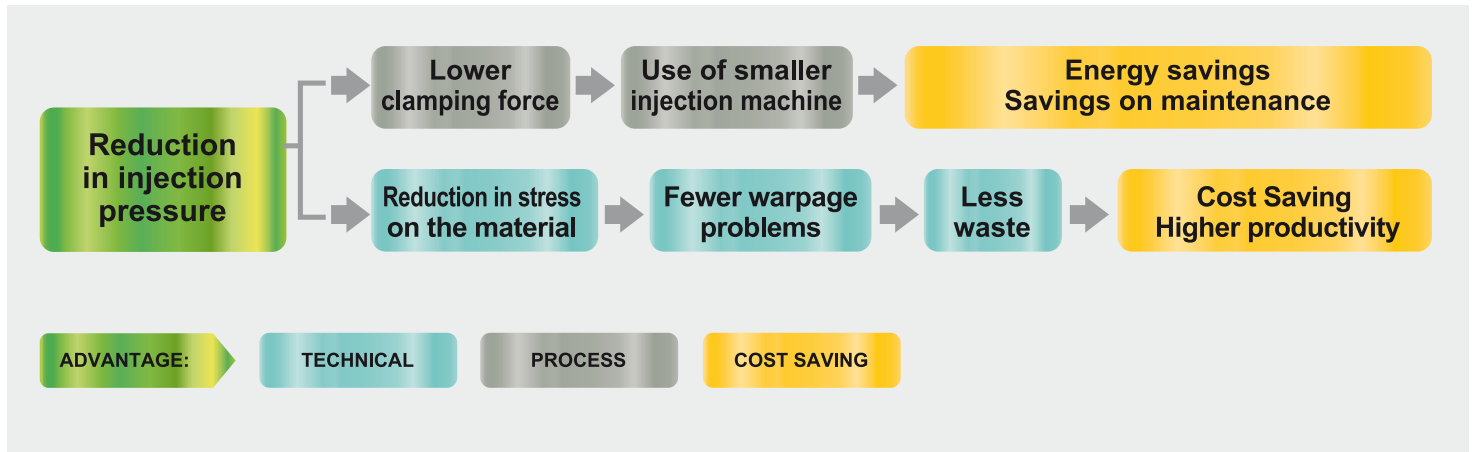 Reduction
in injection
pressure
Lower
clamping force
Use of smaller
injection machine
Energy savings
Savings on maintenance
Reduction in stress
on the material
Fewer warpage
problems
Less
waste
Cost Saving
Higher productivity
ADVANTAGE:
TECHNICAL
PROCESS
COST SAVING